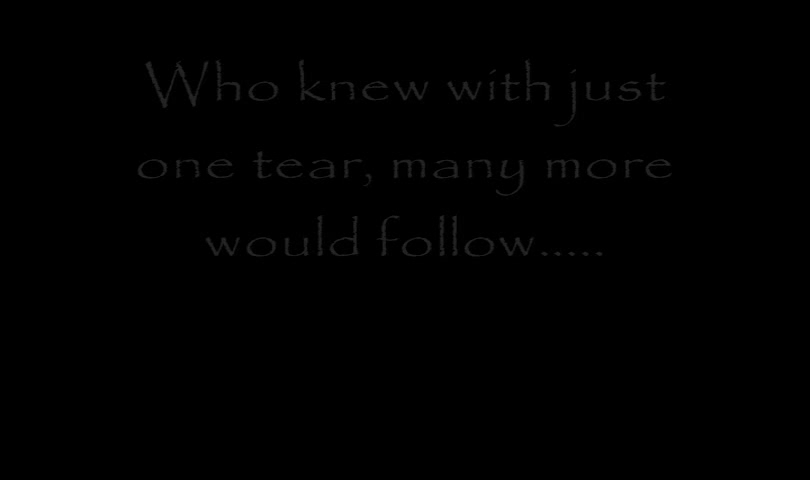 Who knew with just
one tear, many more
would follow.....